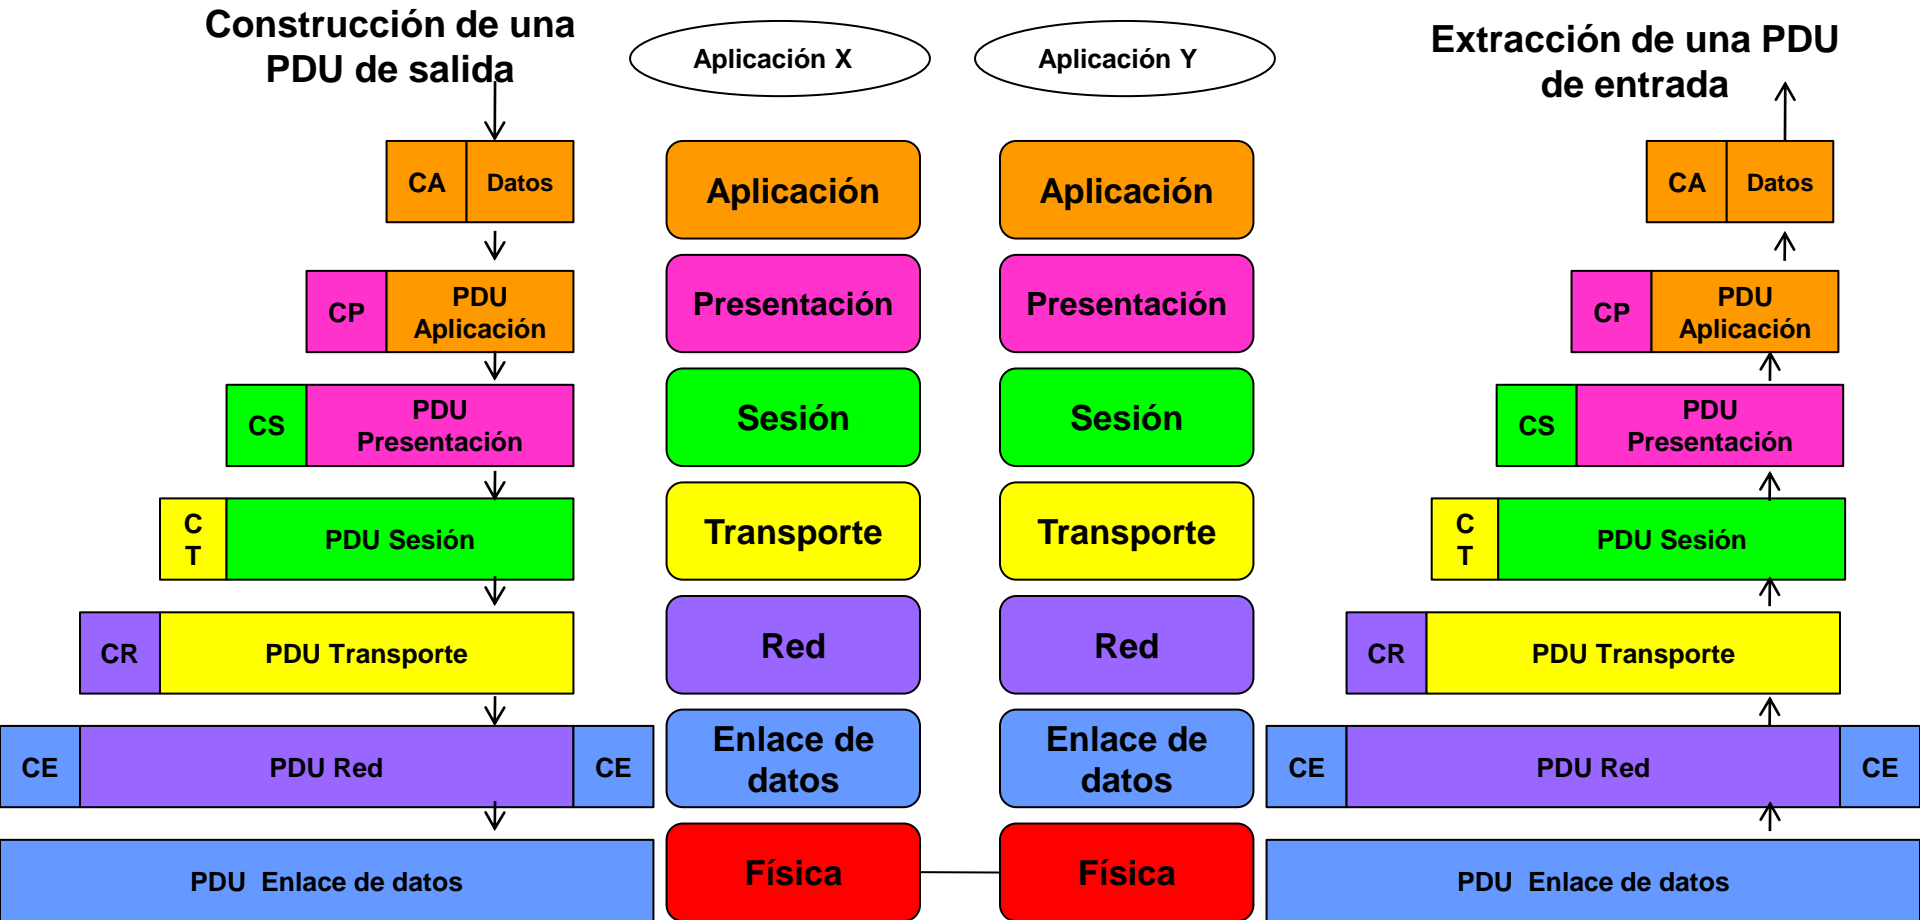 Construcción de una
PDU de salida
Aplicación X
Aplicación Y
Extracción de una PDU
de entrada
CA
Datos
Aplicación
Aplicación
CA
Datos
CP
PDU
Aplicación
Presentación
Presentación
CP
PDU
Aplicación
CS
PDU
Presentación
Sesión
Sesión
CS
PDU
Presentación
C
T
PDU Sesión
Transporte
Transporte
C
T
PDU Sesión
CR
PDU Transporte
Red
Red
CR
PDU Transporte
CE
PDU Red
CE
Enlace de
datos
Enlace de
datos
CE
PDU Red
CE
PDU Enlace de datos
Física
Física
PDU Enlace de datos